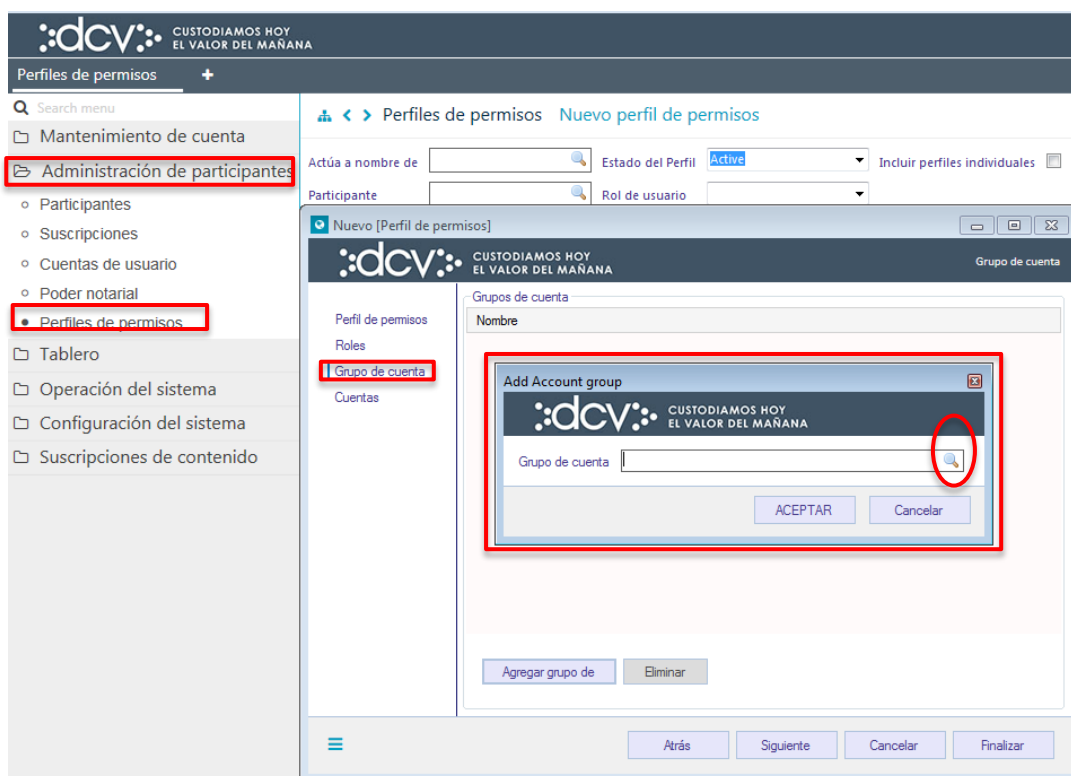 :dcv: CUSTODIAMOS HOY
EL VALOR DEL MAÑANA
Perfiles de permisos +
Search menu
Mantenimiento de cuenta
Administración de participantes
Participantes
Suscripciones
Cuentas de usuario
Poder notarial
Perfiles de permisos
Tablero
Operación del sistema
Configuración del sistema
Suscripciones de contenido
Perfiles de permisos Nuevo perfil de permisos
Actúa a nombre de Estado del Perfil Active Incluir perfiles individuales
Participante Rol de usuario
Nuevo [Perfil de permisos]
:dcv: CUSTODIAMOS HOY
EL VALOR DEL MAÑANA
Grupo de cuenta
Perfil de permisos
Roles
Grupo de cuenta
Cuentas
Grupos de cuenta
Nombre
Add Account group
:dcv: CUSTODIAMOS HOY
EL VALOR DEL MAÑANA
Grupo de cuenta
ACEPTAR Cancelar
Agregar grupo de Eliminar
Atrás Siguiente Cancelar Finalizar